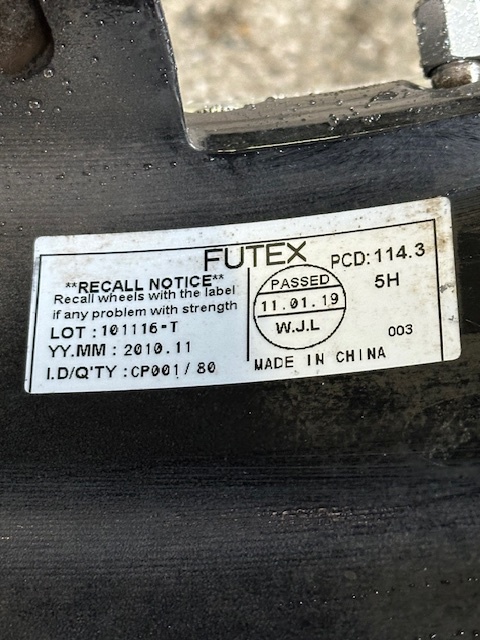 FUTEX
**RECALL NOTICE**
Recall wheels with the label
if any problem with strength
LOT : 101116-T
YY.MM : 2010.11
I.D/Q'TY : CP001/ 80
PASSED
11.01.19
W.J.L
PCD: 114.3
5H
003
MADE IN CHINA